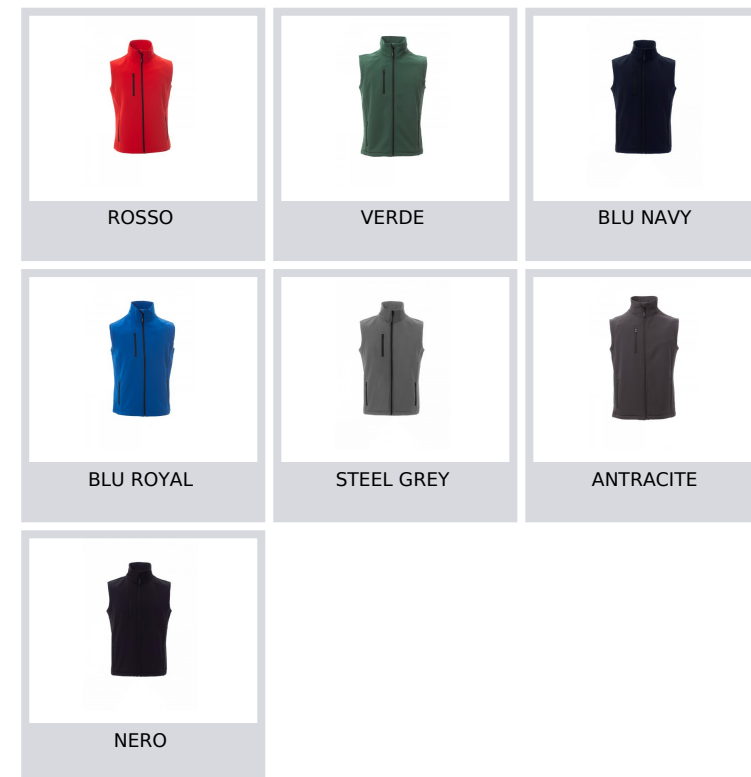 ROSSO
VERDE
BLU NAVY
BLU ROYAL
STEEL GREY
ANTRACITE
NERO